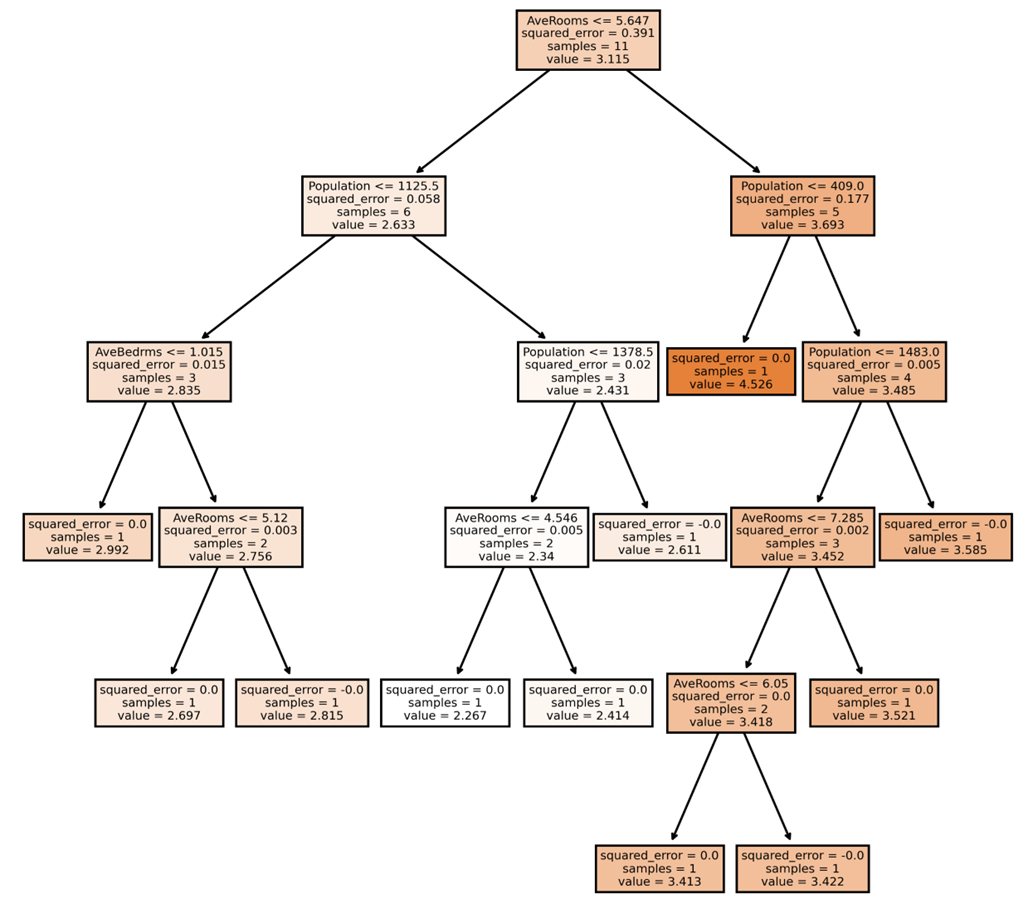 AveRooms <= 5.647
squared_error = 0.391
samples = 11
value = 3.115
Population <= 1125.5
squared_error = 0.058
samples = 6
value = 2.633
Population <= 409.0
squared_error = 0.177
samples = 5
value = 3.693
AveBedrms <= 1.015
squared_error = 0.015
samples = 3
value = 2.835
Population <= 1378.5
squared_error = 0.02
samples = 3
value = 2.431
squared_error = 0.0
samples = 1
value = 4.526
Population <= 1483.0
squared_error = 0.005
samples = 4
value = 3.485
squared_error = 0.0
samples = 1
value = 2.992
AveRooms <= 5.12
squared_error = 0.003
samples = 2
value = 2.756
AveRooms <= 4.546
squared_error = 0.005
samples = 2
value = 2.34
squared_error = -0.0
samples = 1
value = 2.611
AveRooms <= 7.285
squared_error = 0.002
samples = 3
value = 3.452
squared_error = -0.0
samples = 1
value = 3.585
squared_error = 0.0
samples = 1
value = 2.697
squared_error = -0.0
samples = 1
value = 2.815
squared_error = 0.0
samples = 1
value = 2.267
squared_error = 0.0
samples = 1
value = 2.414
AveRooms <= 6.05
squared_error = 0.0
samples = 2
value = 3.418
squared_error = 0.0
samples = 1
value = 3.521
squared_error = 0.0
samples = 1
value = 3.413
squared_error = -0.0
samples = 1
value = 3.422